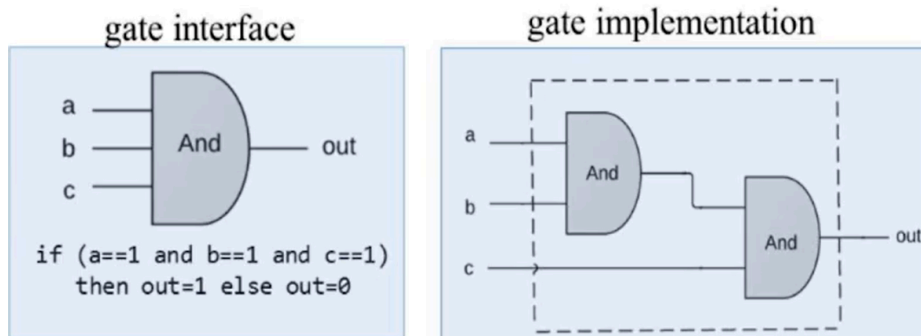 gate interface
a
b
c
And
out
if (a==1 and b==1 and c==1)
then out=1 else out=0
gate implementation
a
b
c
And
And
out